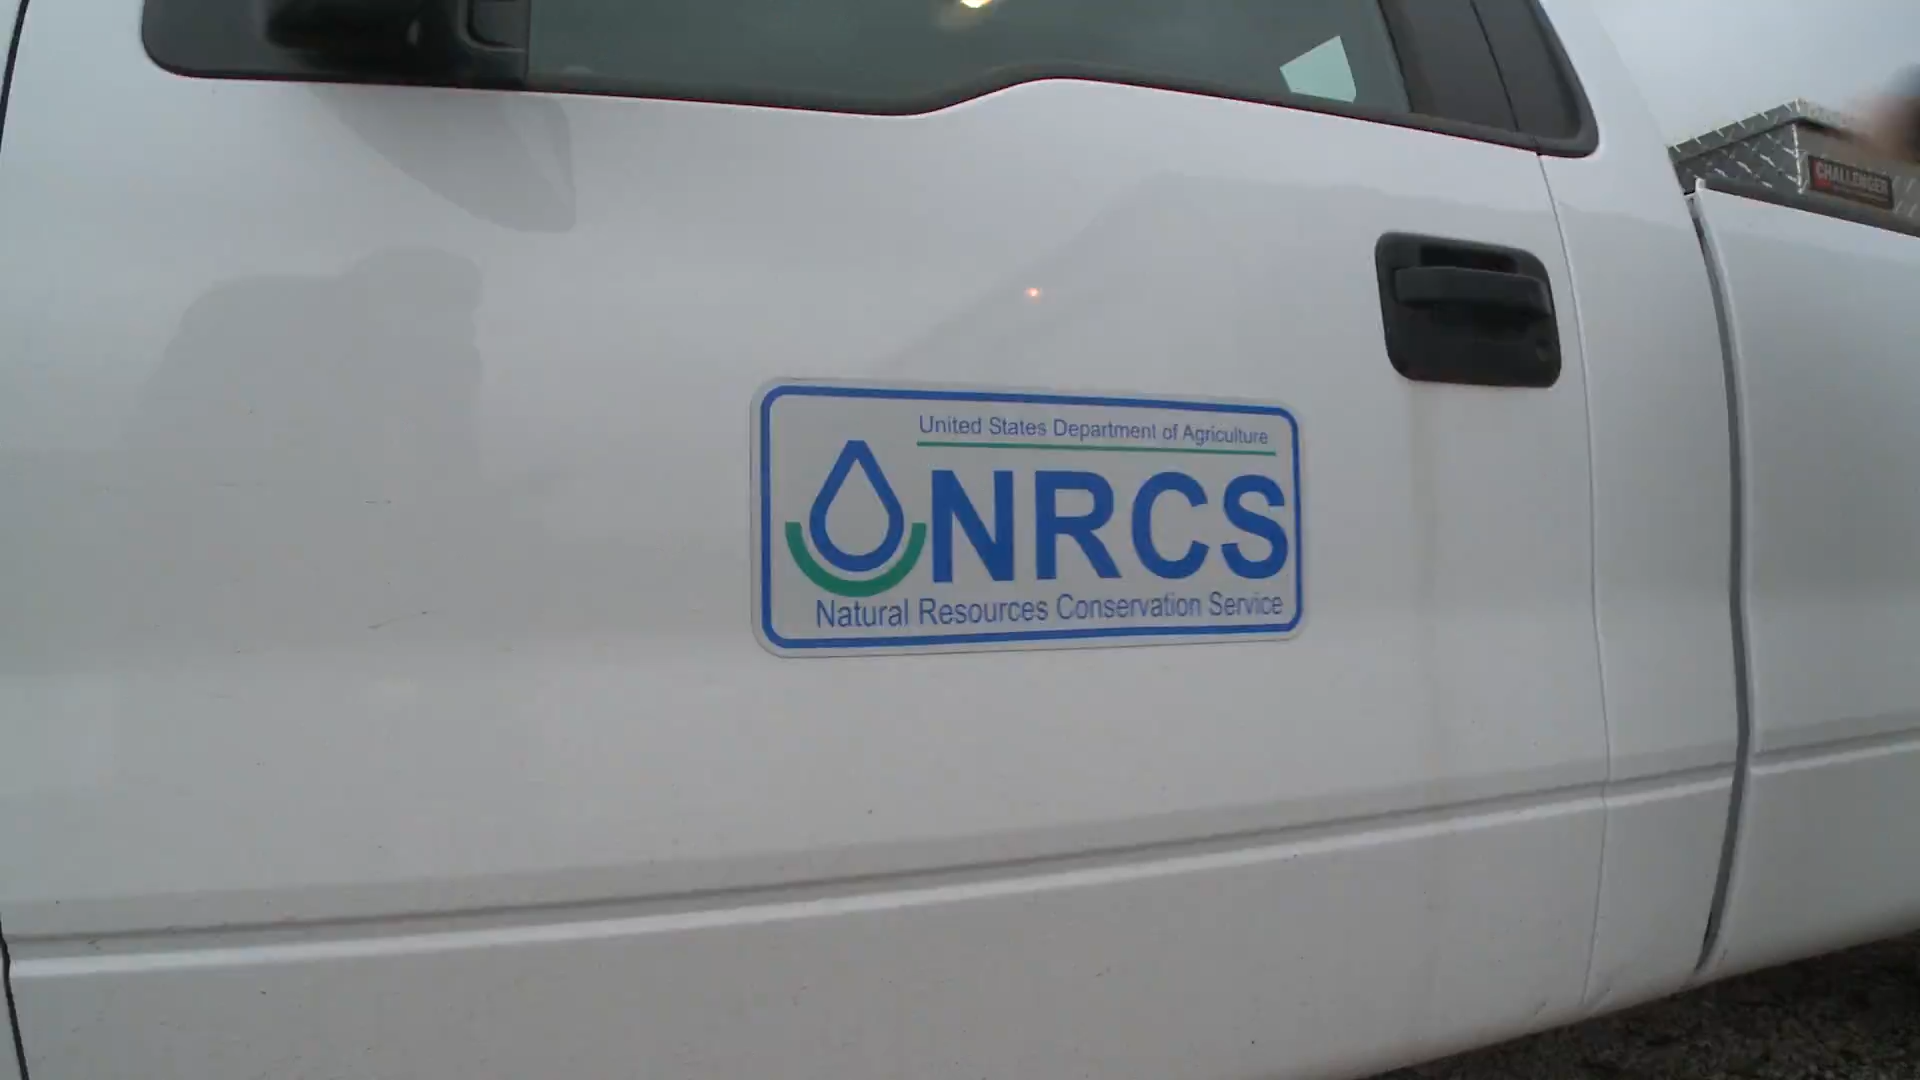 CHALLENGER
United States Department of Agriculture
NRCS
Natural Resources Conservation Service